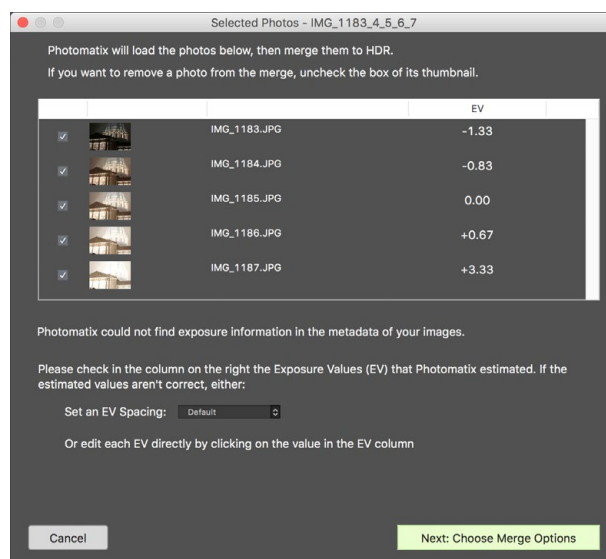 Selected Photos - IMG_1183_4_5_6_7
Photomatix will load the photos below, then merge them to HDR.
If you want to remove a photo from the merge, uncheck the box of its thumbnail.
EV
IMG_1183.JPG -1.33
IMG_1184.JPG -0.83
IMG_1185.JPG 0.00
IMG_1186.JPG +0.67
IMG_1187.JPG +3.33
Photomatix could not find exposure information in the metadata of your images.
Please check in the column on the right the Exposure Values (EV) that Photomatix estimated. If the
estimated values aren't correct, either:
Set an EV Spacing: Default
Or edit each EV directly by clicking on the value in the EV column
Cancel Next: Choose Merge Options